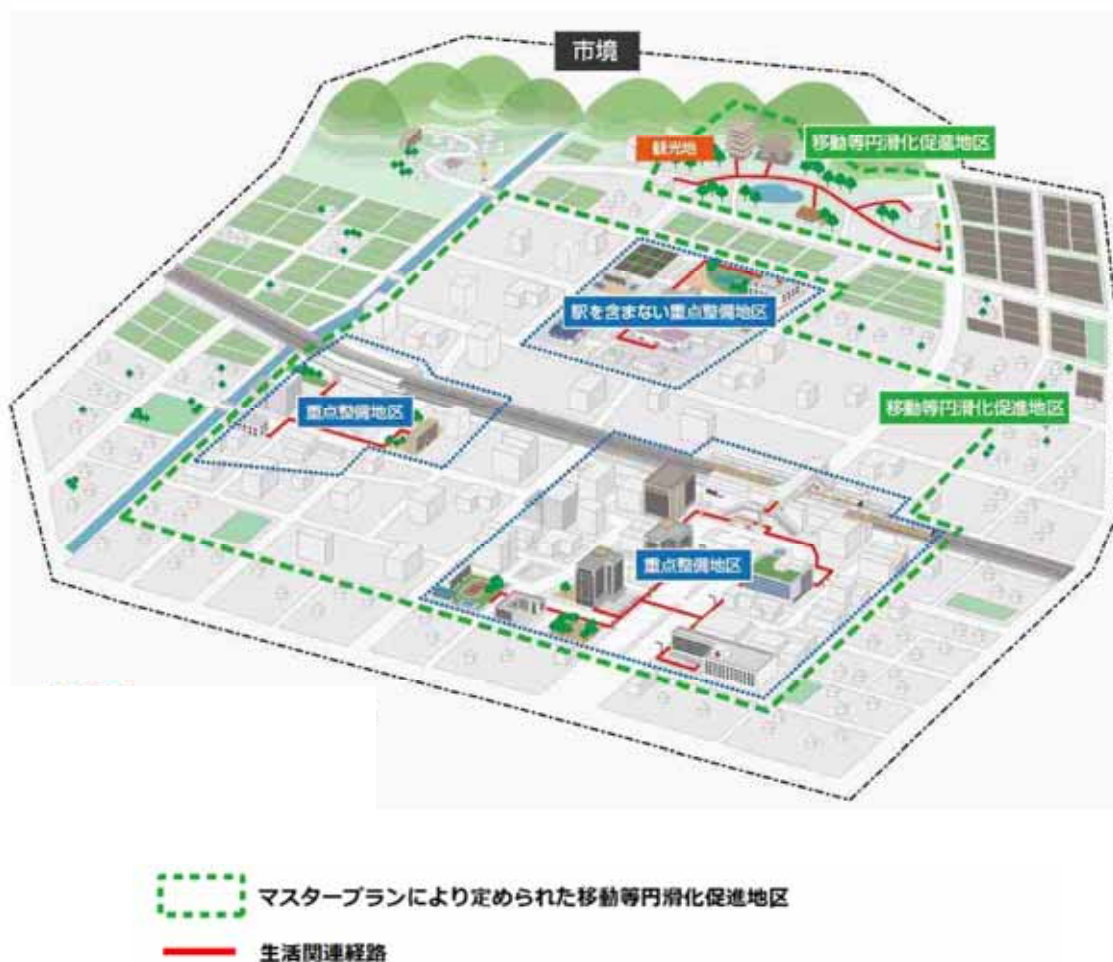 市境
移動等円滑化促進地区
観光地
駅を含まない重点整備地区
移動等円滑化促進地区
重点整備地区
重点整備地区
マスタープランにより定められた移動等円滑化促進地区
生活関連経路